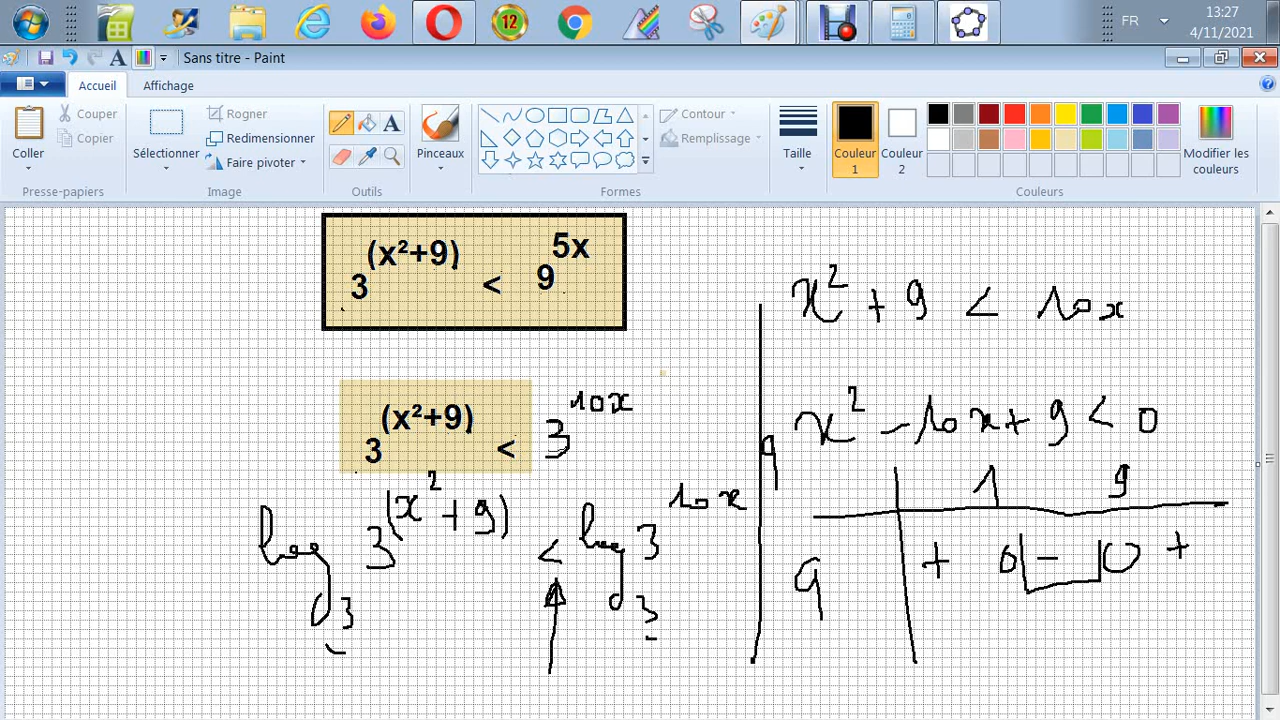 12
FR
13:27
4/11/2021
Sans titre - Paint
Accueil
Affichage
Coller
Couper
Copier
Presse-papiers
Sélectionner
Rogner
Redimensionner
Faire pivoter
Image
A
Outils
Pinceaux
Contour
Remplissage
Formes
Taille
Couleur 1
Couleur 2
Modifier les couleurs
Couleurs
3^(x²+9) < 9^5x
3^(x²+9) < 3^10x
log₃ 3^(x²+9) < log₃ 3^10x
x² + 9 < 10x
x² - 10x + 9 < 0
q
1 9
q + 0 - 0 +